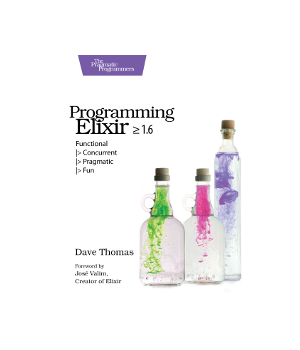 The
Pragmatic
Programmers
Programming
Elixir ≥ 1.6
Functional
|> Concurrent
|> Pragmatic
|> Fun
Dave Thomas
Foreword by
José Valim,
Creator of Elixir